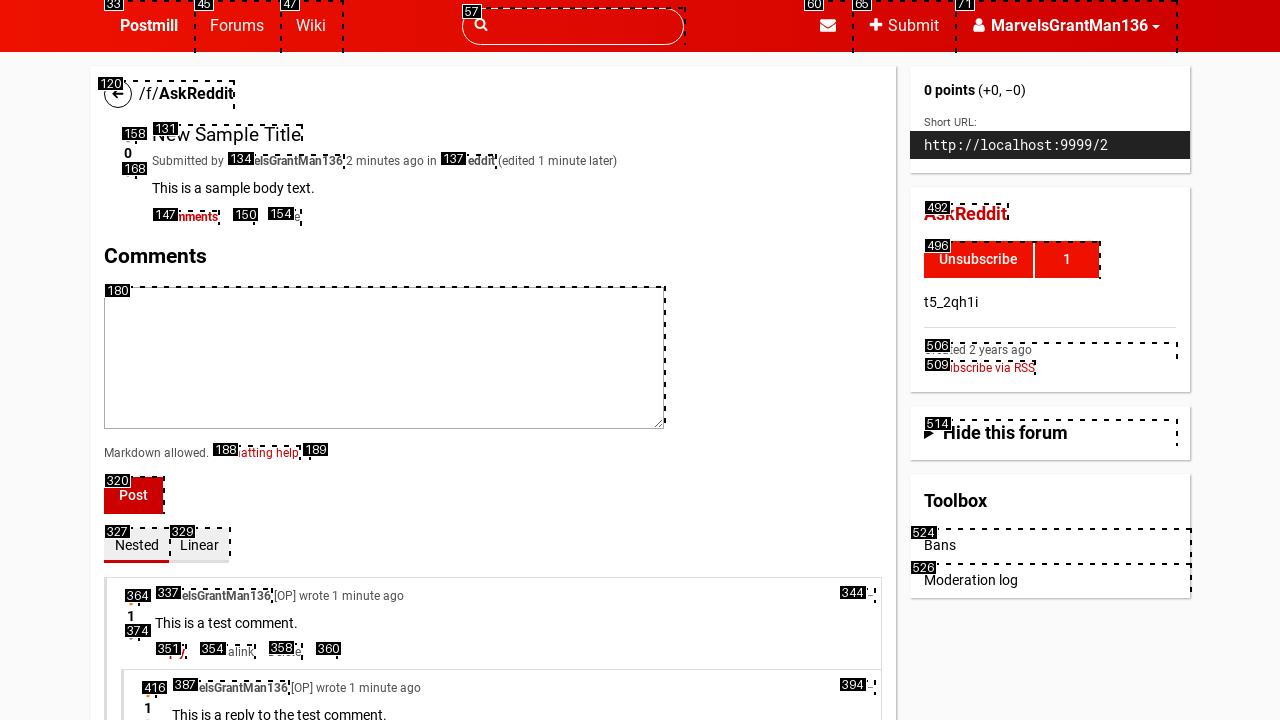 33 45 47 57 60 65 71
Postmill Forums Wiki Submit MarvelsGrantMan136
120
/f/AskReddit
158 131
New Sample Title
0
168
Submitted by 134 elsGrantMan136 2 minutes ago in 137 eddit (edited 1 minute later)
This is a sample body text.
147 nments 150 154 e
Comments
180
Markdown allowed. 188 atting help 189
320
Post
327 329
Nested Linear
364 337 elsGrantMan136 [OP] wrote 1 minute ago 344
1
374
This is a test comment.
351 y 354 alink 358 360
416 387 elsGrantMan136 [OP] wrote 1 minute ago 394
1
This is a reply to the test comment.
0 points (+0, −0)
Short URL:
http://localhost:9999/2
492
AskReddit
496
Unsubscribe 1
t5_2qh1i
506 ted 2 years ago
509 bscribe via RSS
514
Hide this forum
Toolbox
524
Bans
526
Moderation log